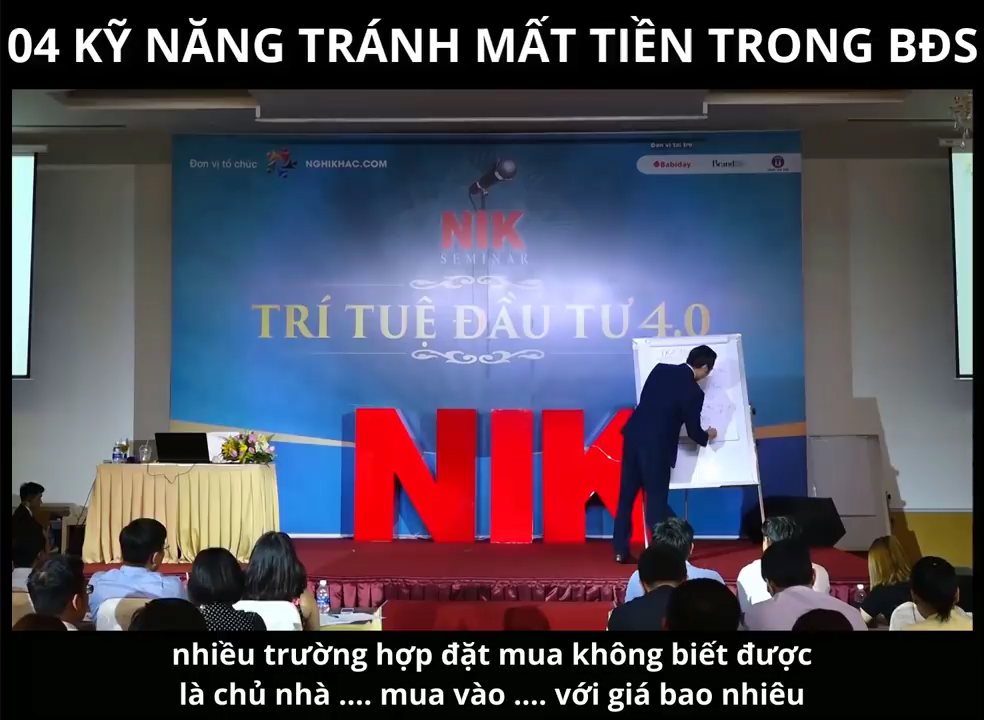 04 KỸ NĂNG TRÁNH MẤT TIỀN TRONG BĐS
Đơn vị tổ chức NGHIKHAC.COM
Đơn vị tài trợ
Babiday Brand
NIK
SEMINAR
TRÍ TUỆ ĐẦU TƯ 4.0
NIK
nhiều trường hợp đặt mua không biết được
là chủ nhà .... mua vào .... với giá bao nhiêu